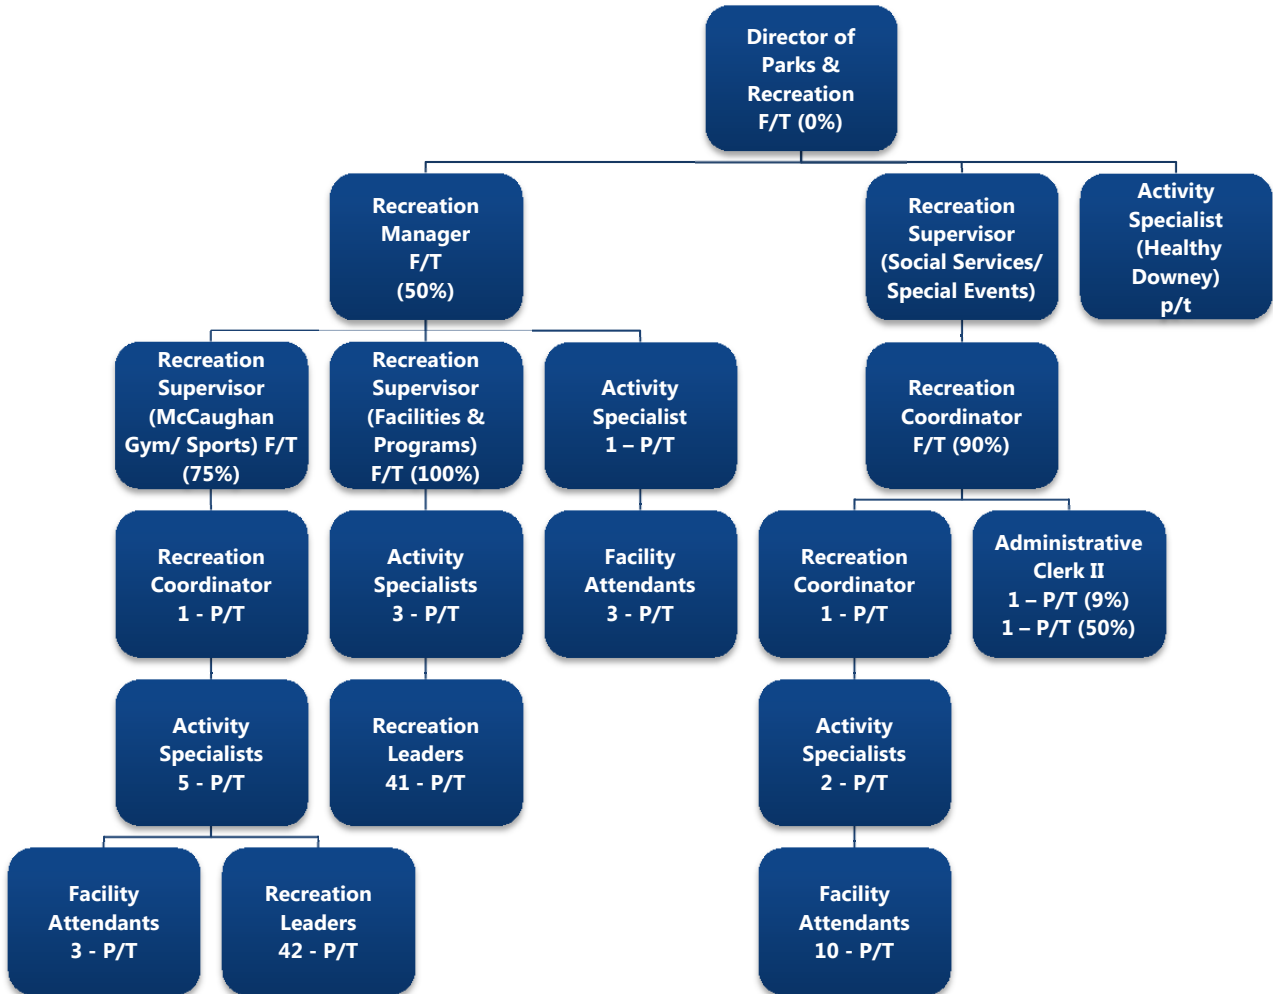 Director of
Parks &
Recreation
F/T (0%)
Recreation
Manager
F/T
(50%)
Recreation
Supervisor
(Social Services/
Special Events)
Activity
Specialist
(Healthy
Downey)
p/t
Recreation
Supervisor
(McCaughan
Gym/ Sports) F/T
(75%)
Recreation
Supervisor
(Facilities &
Programs)
F/T (100%)
Activity
Specialist
1 – P/T
Recreation
Coordinator
F/T (90%)
Recreation
Coordinator
1 - P/T
Activity
Specialists
3 - P/T
Facility
Attendants
3 - P/T
Recreation
Coordinator
1 - P/T
Administrative
Clerk II
1 – P/T (9%)
1 – P/T (50%)
Activity
Specialists
5 - P/T
Recreation
Leaders
41 - P/T
Activity
Specialists
2 - P/T
Facility
Attendants
3 - P/T
Recreation
Leaders
42 - P/T
Facility
Attendants
10 - P/T